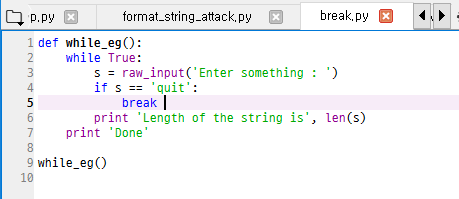 p.py format_string_attack.py break.py
1 def while_eg():
2     while True:
3         s = raw_input('Enter something : ')
4         if s == 'quit':
5             break
6         print 'Length of the string is', len(s)
7     print 'Done'
8
9 while_eg()
10